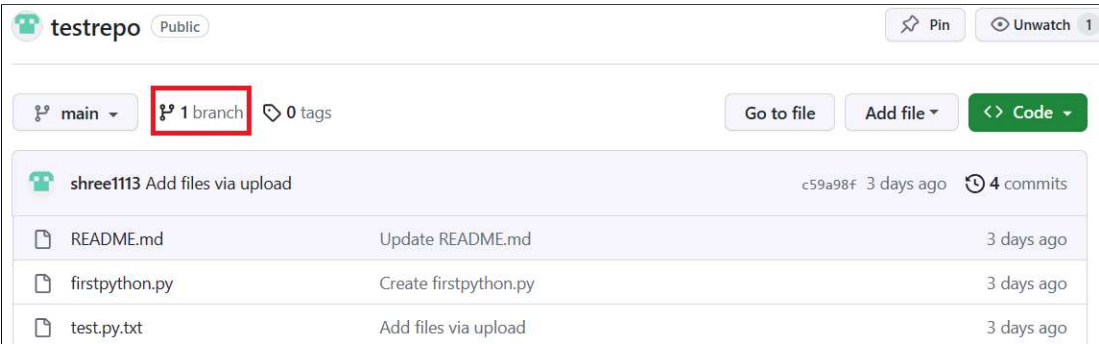 testrepo Public Pin Unwatch 1
main 1 branch 0 tags Go to file Add file <> Code
shree1113 Add files via upload c59a98f 3 days ago 4 commits
README.md Update README.md 3 days ago
firstpython.py Create firstpython.py 3 days ago
test.py.txt Add files via upload 3 days ago